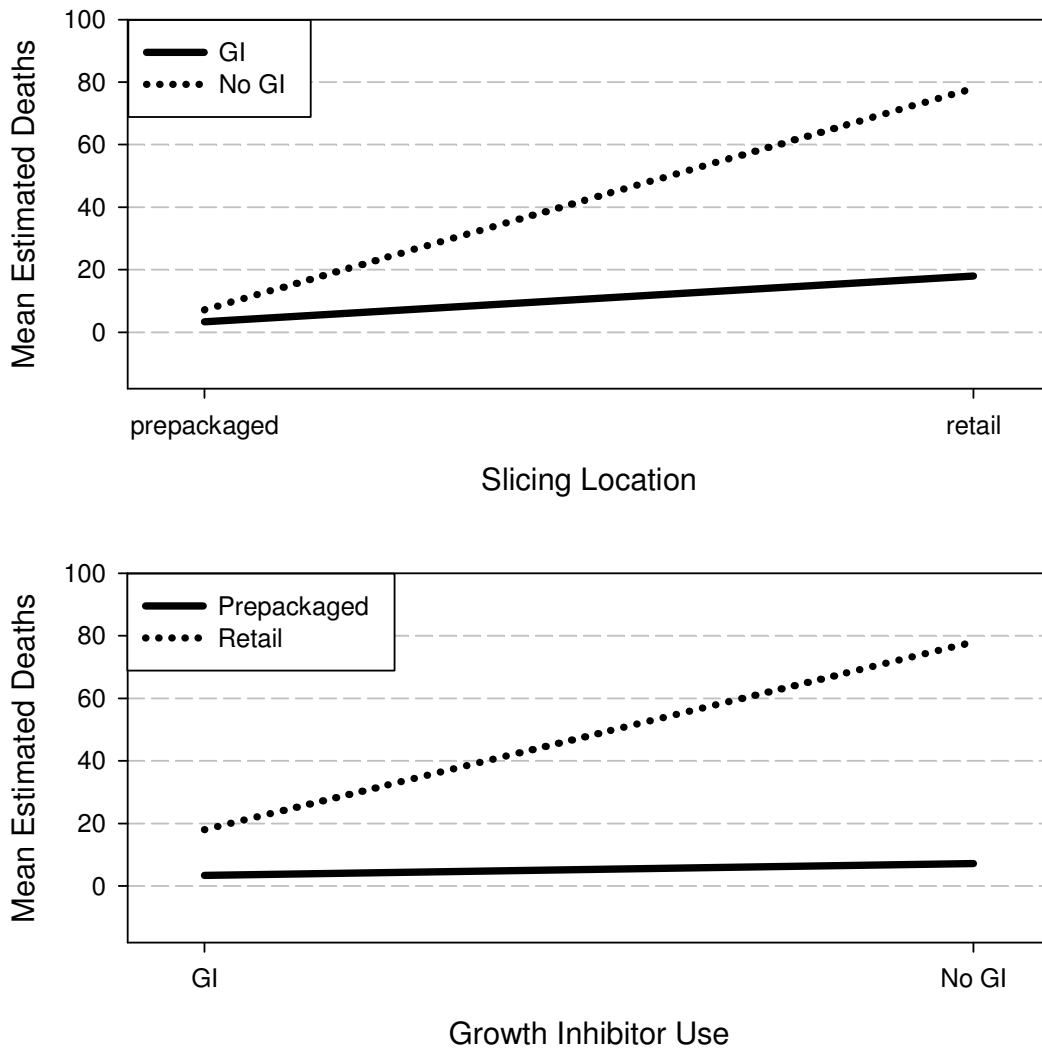 Mean Estimated Deaths
100
80
60
40
20
0
GI
No GI
prepackaged
retail
Slicing Location
Mean Estimated Deaths
100
80
60
40
20
0
Prepackaged
Retail
GI
No GI
Growth Inhibitor Use